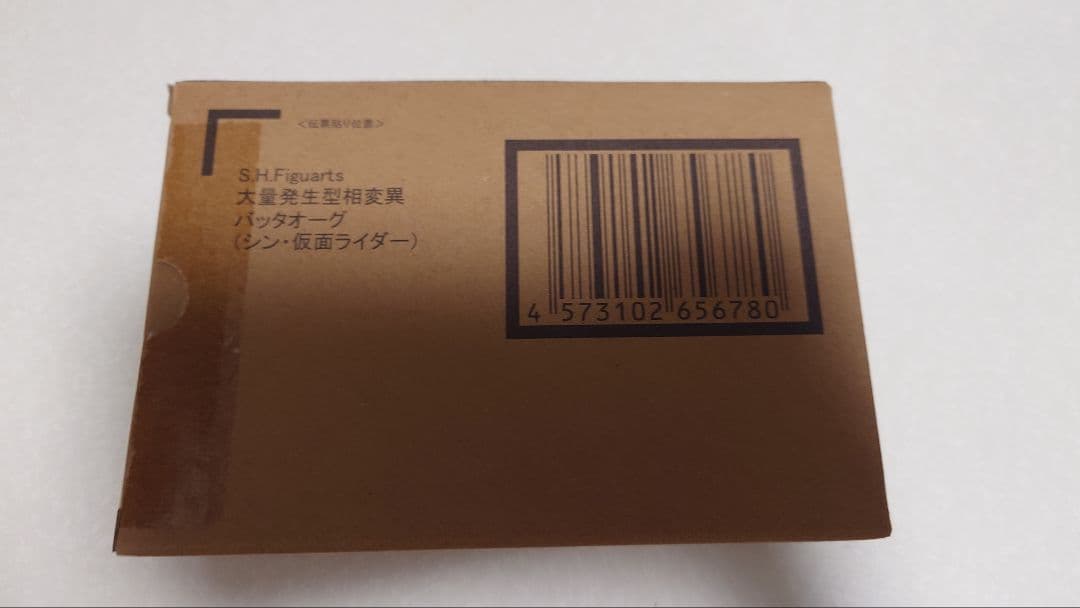 ＜伝票貼り位置＞
S.H.Figuarts
大量発生型相変異
バッタオーグ
(シン・仮面ライダー)
4 573102 656780